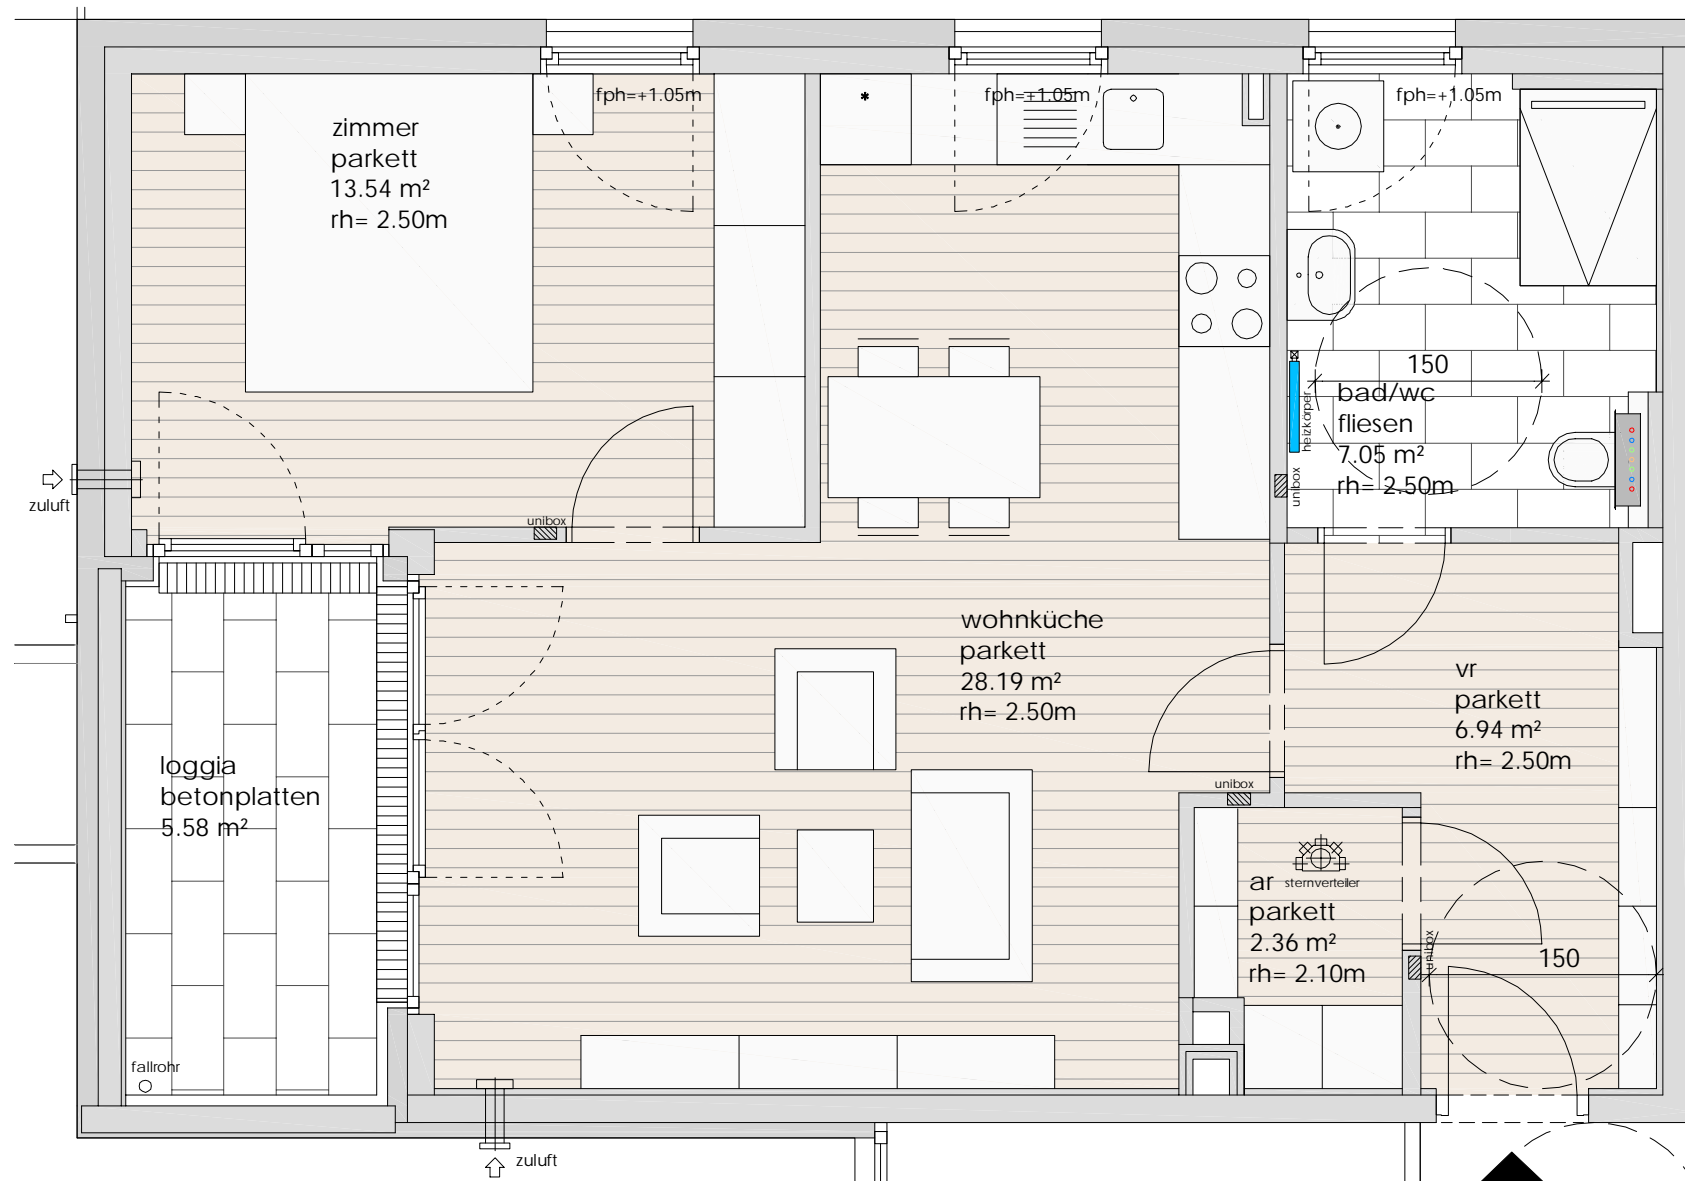 fph=+1.05m
fph=+1.05m
fph=+1.05m
zimmer
parkett
13.54 m²
rh= 2.50m
150
bad/wc
fliesen
7.05 m²
rh= 2.50m
heizkörper
unibox
zuluft
unibox
wohnküche
parkett
28.19 m²
rh= 2.50m
vr
parkett
6.94 m²
rh= 2.50m
loggia
betonplatten
5.58 m²
unibox
sternverteiler
ar
parkett
2.36 m²
rh= 2.10m
unibox
150
fallrohr
zuluft